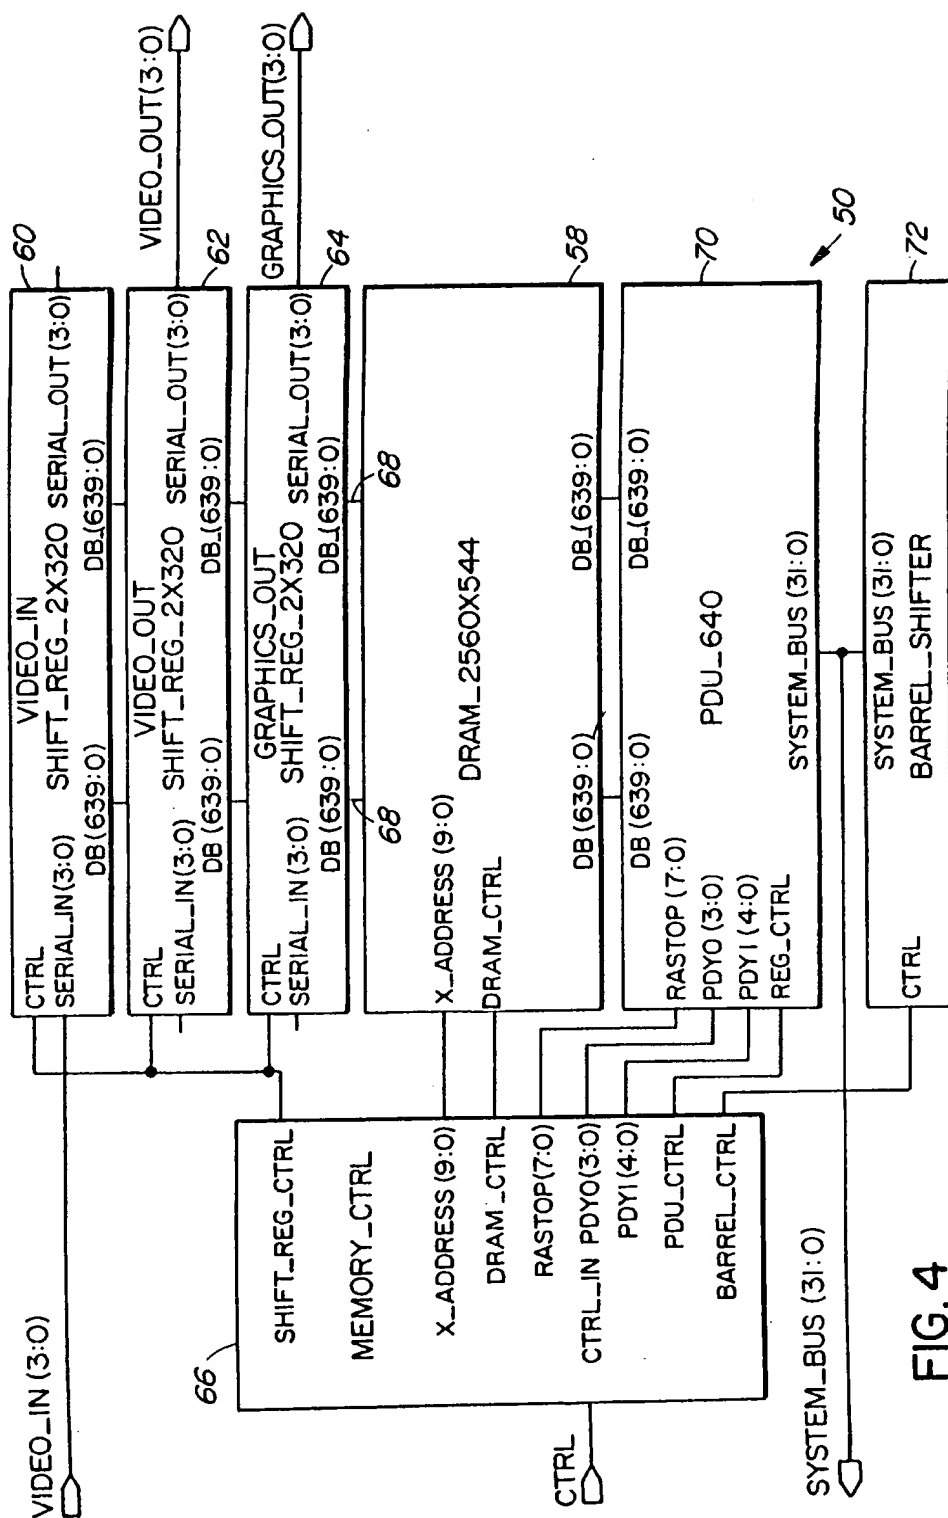 VIDEO_IN (3:0)
60
CTRL
VIDEO_IN
SERIAL_IN (3:0)
SHIFT_REG_2X320
SERIAL_OUT (3:0)
DB (639:0)
DB_(639:0)
VIDEO_OUT (3:0)
62
CTRL
VIDEO_OUT
SERIAL_IN (3:0)
SHIFT_REG_2X320
SERIAL_OUT (3:0)
DB (639:0)
DB_(639:0)
GRAPHICS_OUT (3:0)
64
CTRL
GRAPHICS_OUT
SERIAL_IN (3:0)
SHIFT_REG_2X320
SERIAL_OUT (3:0)
DB (639:0)
DB_(639:0)
68
68
66
SHIFT_REG_CTRL
MEMORY_CTRL
X_ADDRESS (9:0)
DRAM_CTRL
RASTOP (7:0)
CTRL_IN PDY0 (3:0)
PDY1 (4:0)
PDU_CTRL
BARREL_CTRL
CTRL
58
X_ADDRESS (9:0)
DRAM_CTRL
DRAM_2560X544
DB (639:0)
DB_(639:0)
70
DB (639:0)
DB_(639:0)
RASTOP (7:0)
PDY0 (3:0)
PDY1 (4:0)
REG_CTRL
PDU_640
SYSTEM_BUS (31:0)
50
SYSTEM_BUS (31:0)
72
SYSTEM_BUS (31:0)
CTRL
BARREL_SHIFTER
FIG. 4